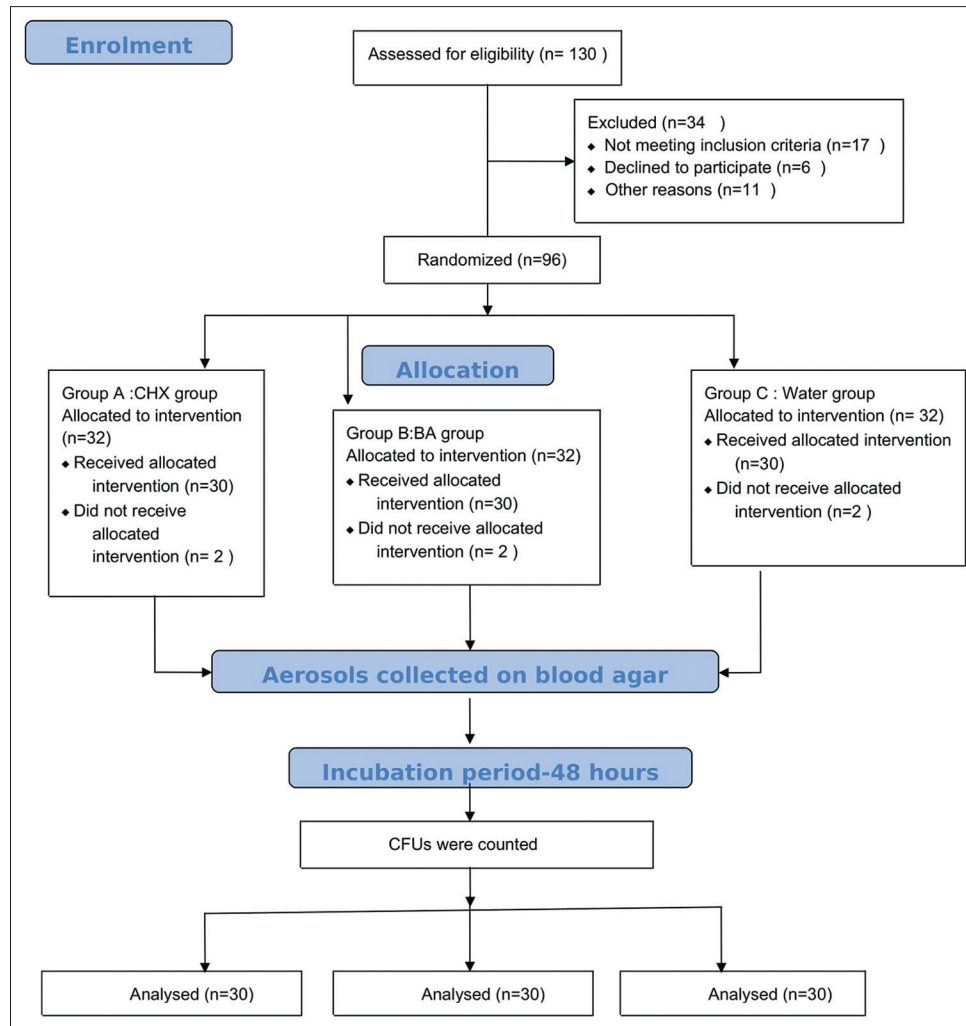 Enrolment
Assessed for eligibility (n= 130 )
Excluded (n=34 )
◆ Not meeting inclusion criteria (n=17 )
◆ Declined to participate (n=6 )
◆ Other reasons (n=11 )
Randomized (n=96)
Allocation
Group A :CHX group
Allocated to intervention
(n=32)
◆ Received allocated
intervention (n=30)
◆ Did not receive
allocated
intervention (n= 2 )
Group B:BA group
Allocated to intervention (n=32)
◆ Received allocated
intervention (n=30)
◆ Did not receive allocated
intervention (n= 2 )
Group C : Water group
Allocated to intervention (n= 32)
◆ Received allocated intervention
(n=30)
◆ Did not receive allocated
intervention (n=2 )
Aerosols collected on blood agar
Incubation period-48 hours
CFUs were counted
Analysed (n=30)
Analysed (n=30)
Analysed (n=30)